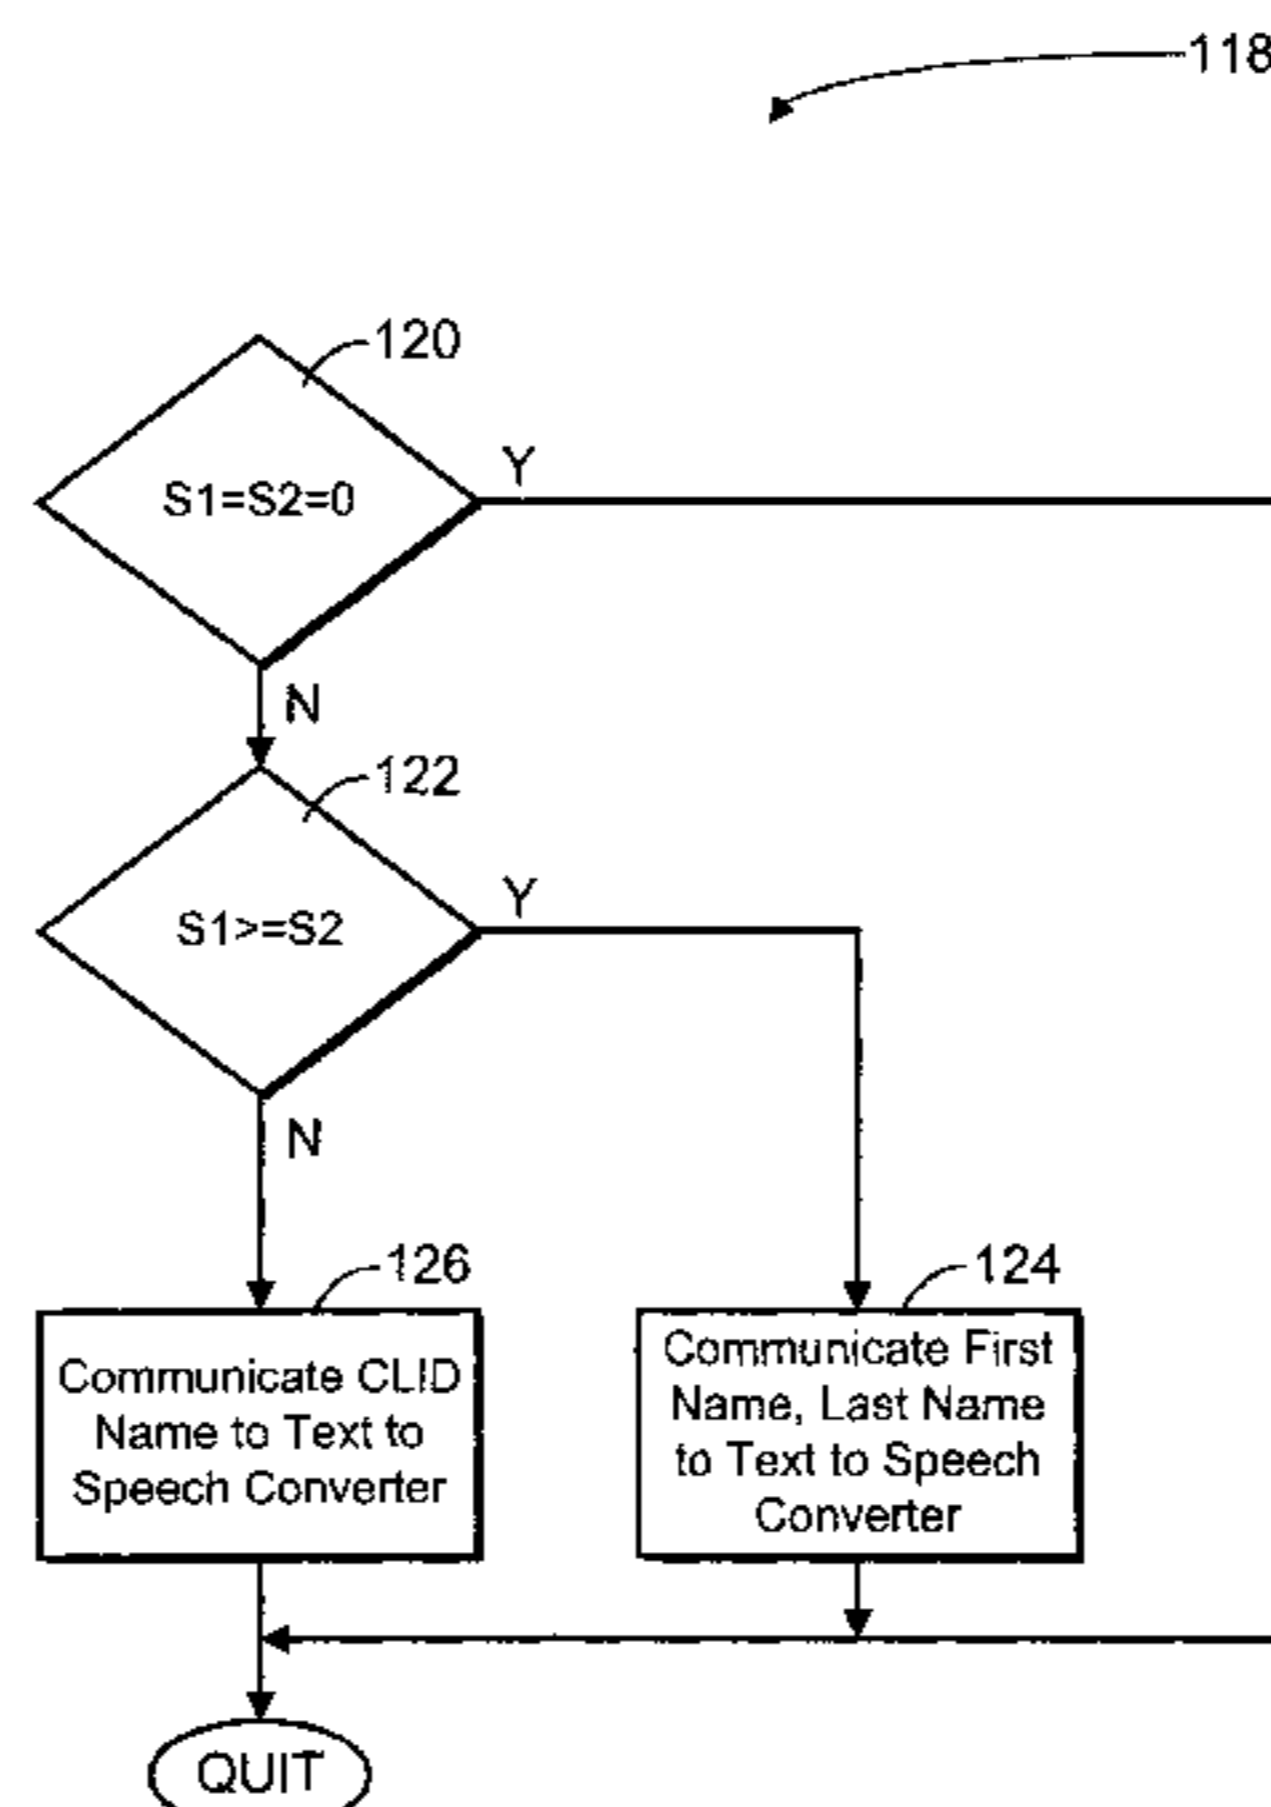 118
120
S1=S2=0
Y
N
122
S1>=S2
Y
N
126
Communicate CLID
Name to Text to
Speech Converter
124
Communicate First
Name, Last Name
to Text to Speech
Converter
QUIT